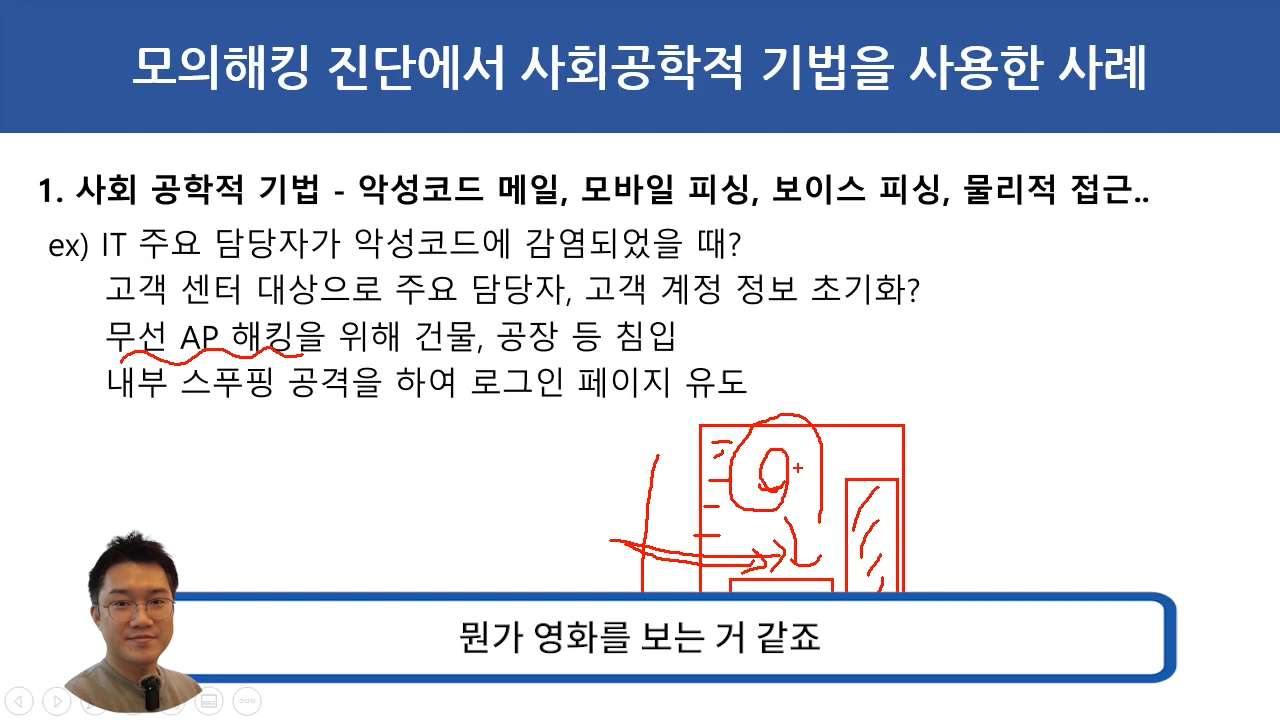 모의해킹 진단에서 사회공학적 기법을 사용한 사례
1. 사회 공학적 기법 - 악성코드 메일, 모바일 피싱, 보이스 피싱, 물리적 접근..
ex) IT 주요 담당자가 악성코드에 감염되었을 때?
고객 센터 대상으로 주요 담당자, 고객 계정 정보 초기화?
무선 AP 해킹을 위해 건물, 공장 등 침입
내부 스푸핑 공격을 하여 로그인 페이지 유도
뭔가 영화를 보는 거 같죠